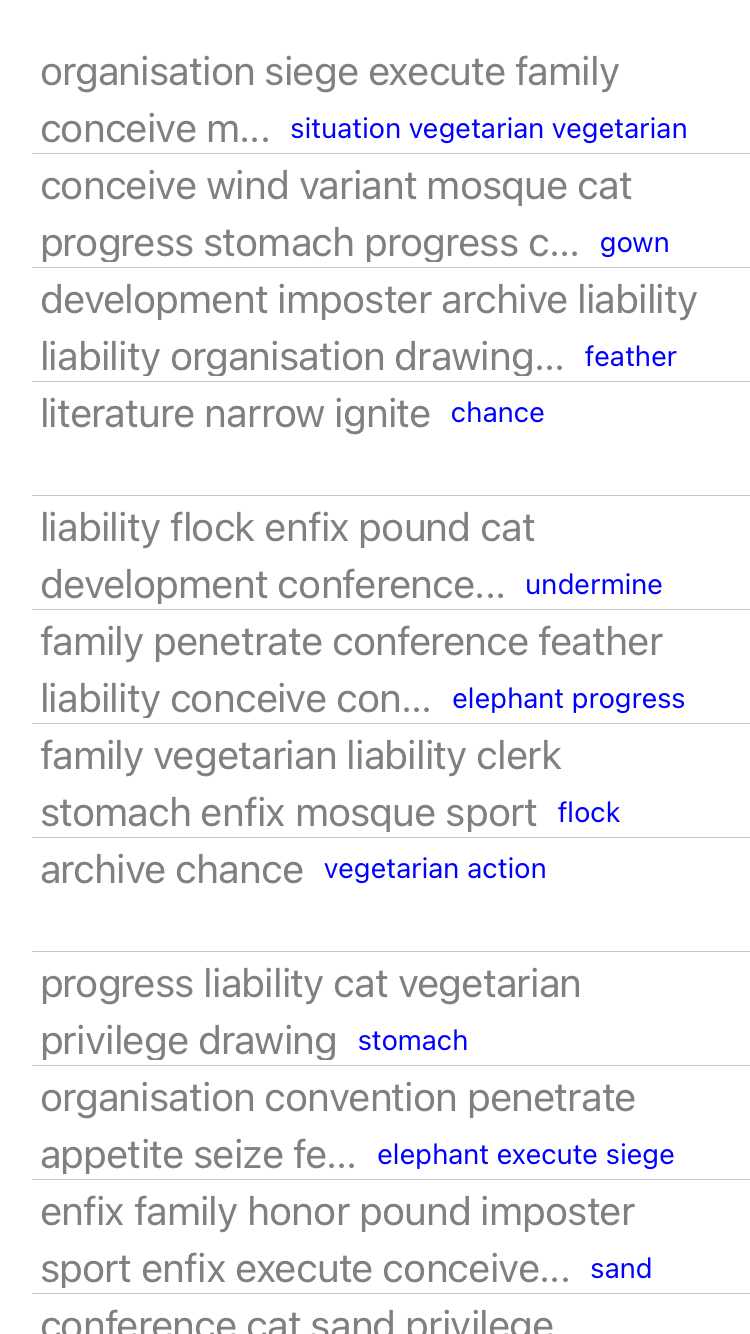 organisation siege execute family
conceive m... situation vegetarian vegetarian
conceive wind variant mosque cat
progress stomach progress c... gown
development imposter archive liability
liability organisation drawing... feather
literature narrow ignite chance
liability flock enfix pound cat
development conference... undermine
family penetrate conference feather
liability conceive con... elephant progress
family vegetarian liability clerk
stomach enfix mosque sport flock
archive chance vegetarian action
progress liability cat vegetarian
privilege drawing stomach
organisation convention penetrate
appetite seize fe... elephant execute siege
enfix family honor pound imposter
sport enfix execute conceive... sand
conference cat sand privilege